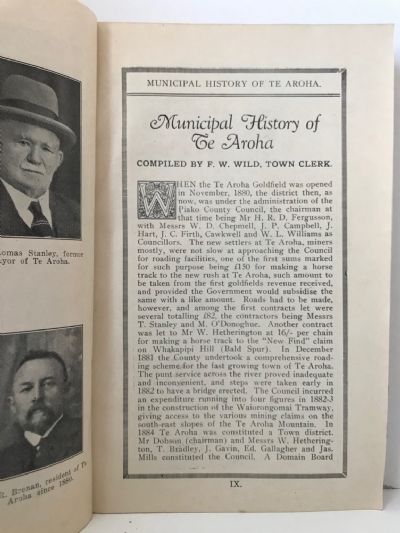 omas Stanley, former
yor of Te Aroha.
R. Brenan, resident of Te
Aroha since 1880.
MUNICIPAL HISTORY OF TE AROHA.
Municipal History of
Te Aroha
COMPILED BY F. W. WILD, TOWN CLERK.
WHEN the Te Aroha Goldfield was opened
in November, 1880, the district then, as
now, was under the administration of the
Piako County Council, the chairman at
that time being Mr H. R. D. Fergusson,
with Messrs W. D. Chepmell, J. P. Campbell, J.
Hart, J. C. Firth, Cawkwell and W. L. Williams as
Councillors. The new settlers at Te Aroha, miners
mostly, were not slow at approaching the Council
for roading facilities, one of the first sums marked
for such purpose being £150 for making a horse
track to the new rush at Te Aroha, such amount to
be taken from the first goldfields revenue received,
and provided the Government would subsidise the
same with a like amount. Roads had to be made,
however, and among the first contracts let were
several totalling £82, the contractors being Messrs
T. Stanley and M. O'Donoghue. Another contract
was let to Mr W. Hetherington at 16/- per chain
for making a horse track to the "New Find" claim
on Whakapipi Hill (Bald Spur). In December
1881 the County undertook a comprehensive road-
ing scheme for the fast growing town of Te Aroha.
The punt service across the river proved inadequate
and inconvenient, and steps were taken early in
1882 to have a bridge erected. The Council incurred
an expenditure running into four figures in 1882-3
in the construction of the Waiorongomai Tramway,
giving access to the various mining claims on the
south-east slopes of the Te Aroha Mountain. In
1884 Te Aroha was constituted a Town district.
Mr Dobson (chairman) and Messrs W. Hethering-
ton, T. Bradley, J. Gavin, Ed. Gallagher and Jas.
Mills constituted the Council. A Domain Board
IX.